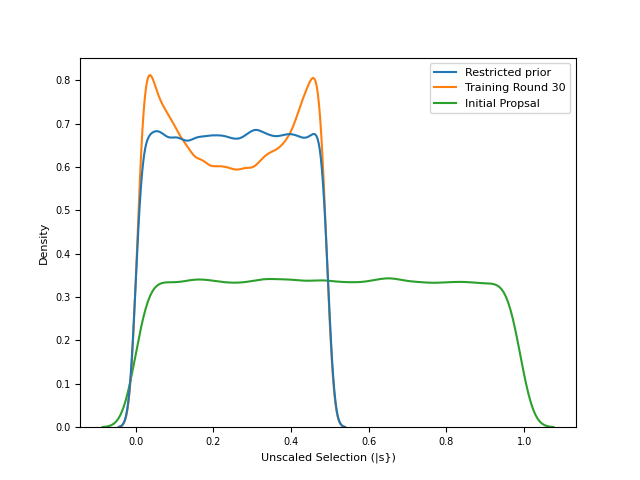 Restricted prior
Training Round 30
Initial Propsal
0.8
0.7
0.6
0.5
0.4
0.3
0.2
0.1
0.0
Density
0.0 0.2 0.4 0.6 0.8 1.0
Unscaled Selection (|s})